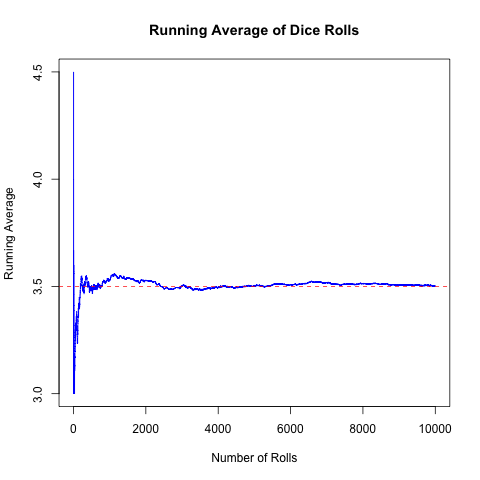 Running Average of Dice Rolls
Running Average
4.5
4.0
3.5
3.0
0 2000 4000 6000 8000 10000
Number of Rolls